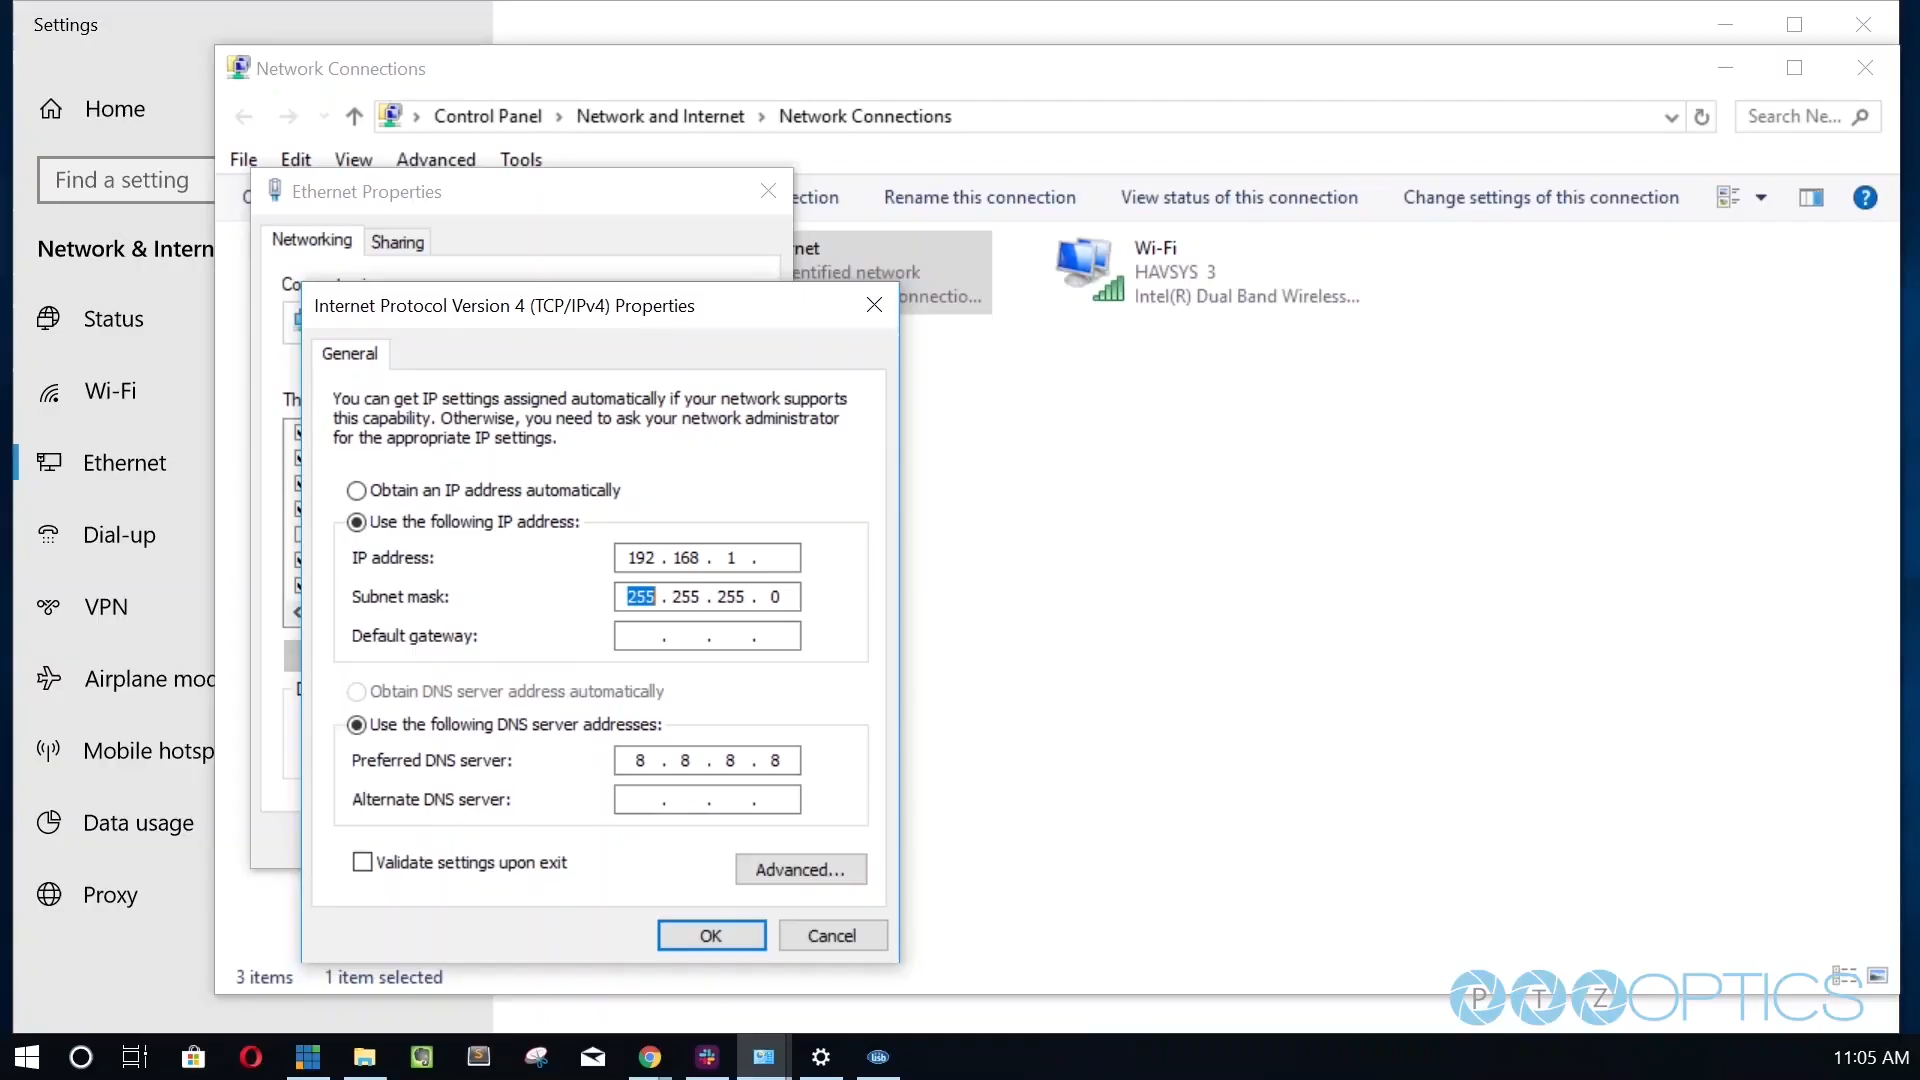 Settings
Network Connections
Home
Control Panel > Network and Internet > Network Connections
Search Ne...
File Edit View Advanced Tools
Find a setting
Ethernet Properties
Rename this connection
View status of this connection
Change settings of this connection
Networking
Sharing
Network & Intern
Wi-Fi
HAVSYS 3
Intel(R) Dual Band Wireless...
Internet Protocol Version 4 (TCP/IPv4) Properties
General
Status
You can get IP settings assigned automatically if your network supports
this capability. Otherwise, you need to ask your network administrator
for the appropriate IP settings.
Wi-Fi
Ethernet
Obtain an IP address automatically
Use the following IP address:
Dial-up
IP address: 192 . 168 . 1 .
Subnet mask: 255 . 255 . 255 . 0
VPN
Default gateway: . . .
Airplane mod
Obtain DNS server address automatically
Use the following DNS server addresses:
Mobile hotsp
Preferred DNS server: 8 . 8 . 8 . 8
Alternate DNS server: . . .
Data usage
Validate settings upon exit
Advanced...
Proxy
OK
Cancel
3 items 1 item selected
PTZOPTICS
11:05 AM